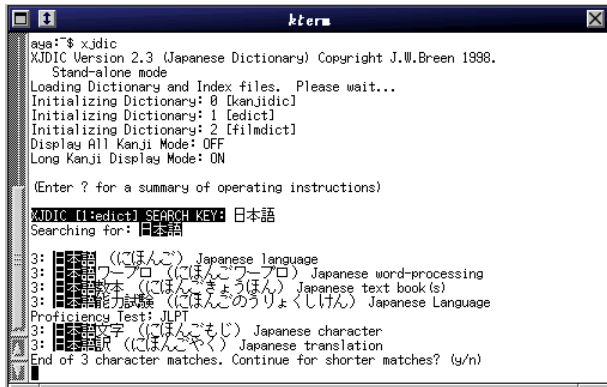 kterm
aya:~$ xjdic
XJDIC Version 2.3 (Japanese Dictionary) Copyright J.W.Breen 1998.
Stand-alone mode
Loading Dictionary and Index files.  Please wait...
Initializing Dictionary: 0 [kanjidic]
Initializing Dictionary: 1 [edict]
Initializing Dictionary: 2 [filmdict]
Display All Kanji Mode: OFF
Long Kanji Display Mode: ON
(Enter ? for a summary of operating instructions)
XJDIC [1:edict] SEARCH KEY: 日本語
Searching for: 日本語
3: 日本語 (にほんご) Japanese language
3: 日本語ワープロ (にほんごワープロ) Japanese word-processing
3: 日本語教本 (にほんごきょうほん) Japanese text book(s)
3: 日本語能力試験 (にほんごのうりょくしけん) Japanese Language
Proficiency Test; JLPT
3: 日本語文字 (にほんごもじ) Japanese character
3: 日本語訳 (にほんごやく) Japanese translation
End of 3 character matches. Continue for shorter matches? (y/n)